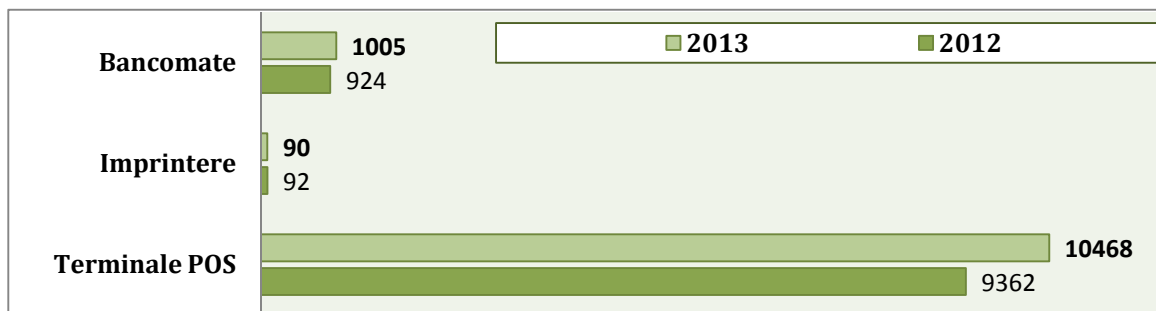 2013 2012
Bancomate 1005
924
Imprintere 90
92
Terminale POS 10468
9362